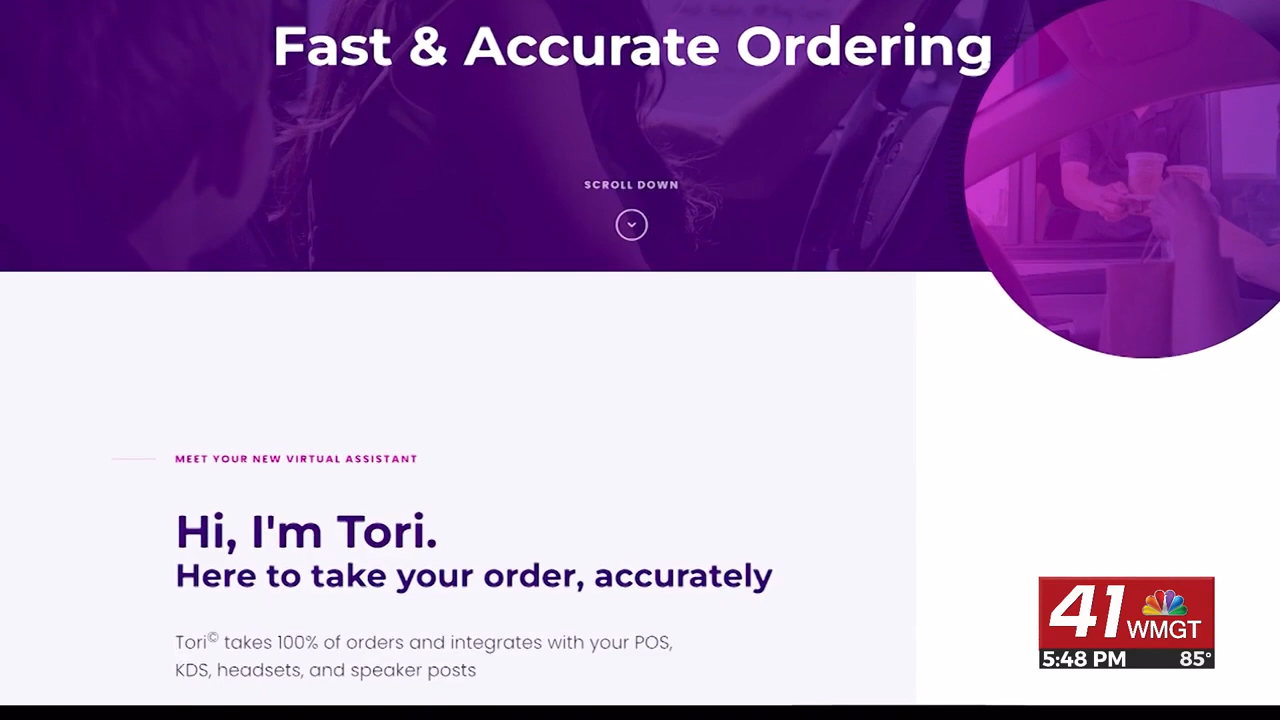 Fast & Accurate Ordering
SCROLL DOWN
MEET YOUR NEW VIRTUAL ASSISTANT
Hi, I'm Tori.
Here to take your order, accurately
Tori© takes 100% of orders and integrates with your POS,
KDS, headsets, and speaker posts
41 WMGT
5:48 PM 85°